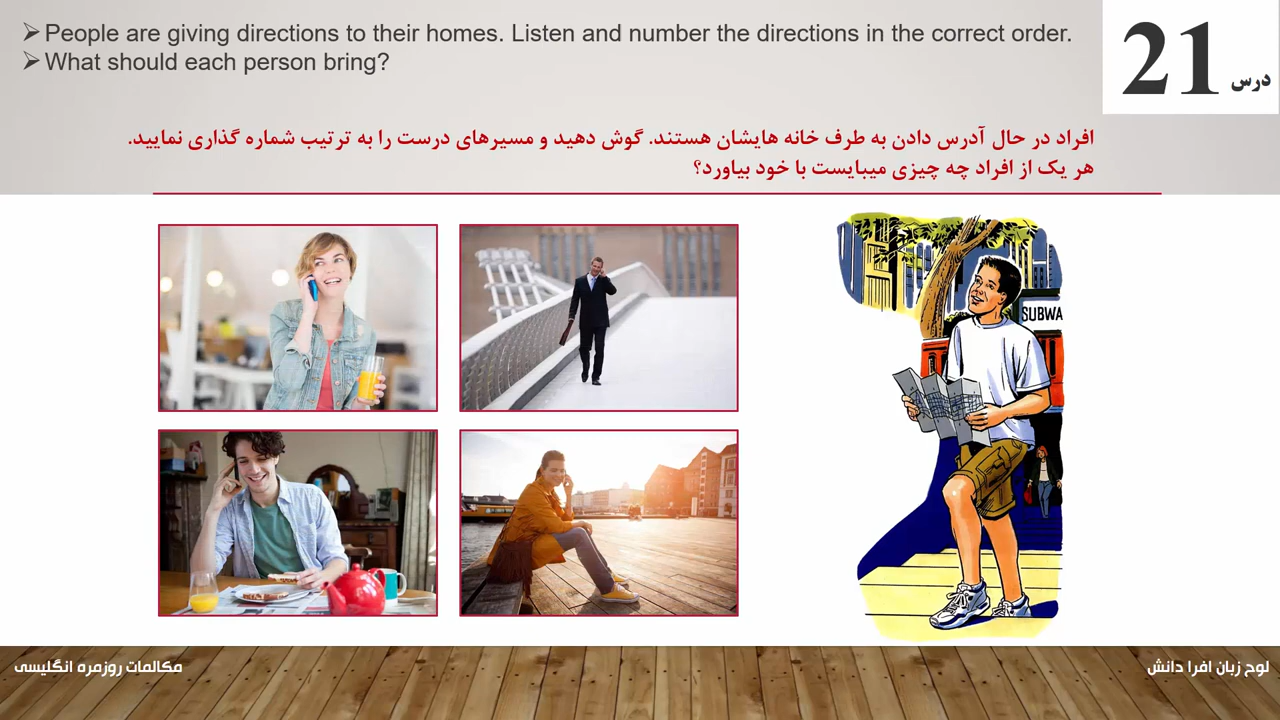 People are giving directions to their homes. Listen and number the directions in the correct order.
What should each person bring?
درس 21
افراد در حال آدرس دادن به طرف خانه هایشان هستند. گوش دهید و مسیرهای درست را به ترتیب شماره گذاری نمایید.
هر یک از افراد چه چیزی میبایست با خود بیاورد؟
SUBWA
مکالمات روزمره انگلیسی
لوح زبان افرا دانش